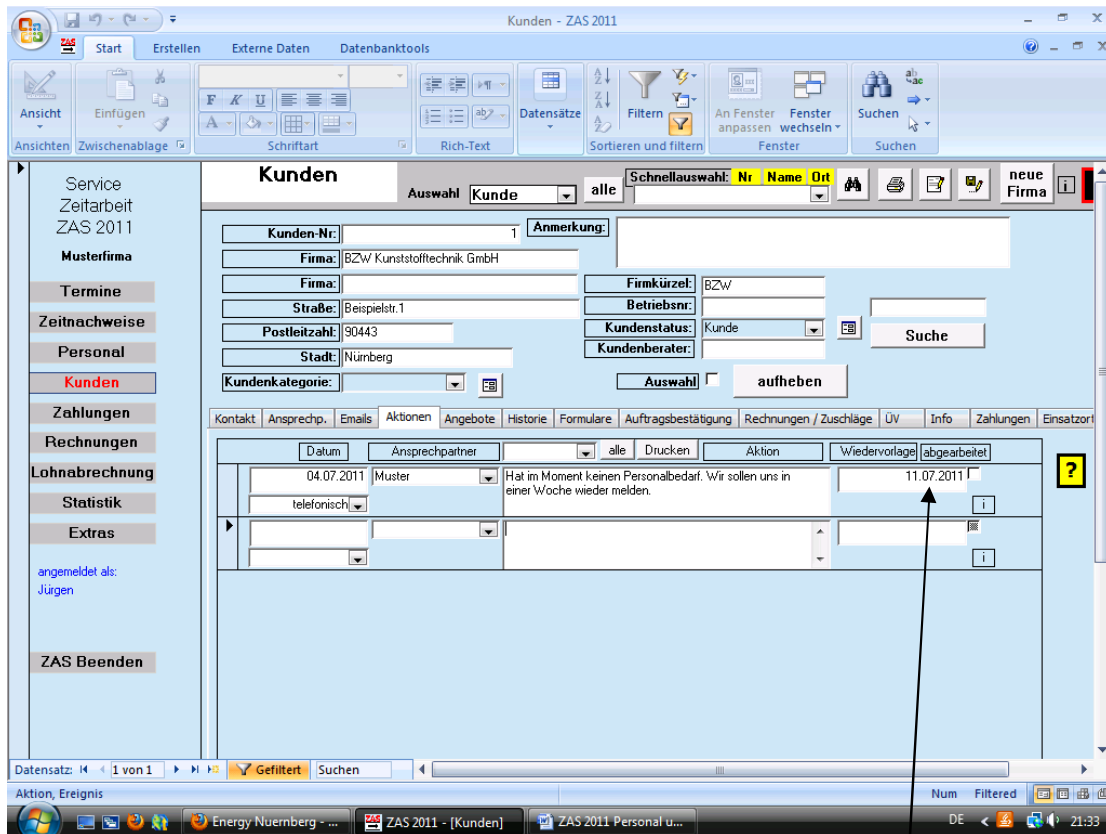 Kunden - ZAS 2011
ZAS
Start Erstellen Externe Daten Datenbanktools
Ansicht Einfügen F K U A Datensätze Filtern An Fenster anpassen Fenster wechseln Suchen
Ansichten Zwischenablage Schriftart Rich-Text Sortieren und filtern Fenster Suchen
Service
Zeitarbeit
ZAS 2011
Musterfirma
Termine
Zeitnachweise
Personal
Kunden
Zahlungen
Rechnungen
Lohnabrechnung
Statistik
Extras
angemeldet als:
Jürgen
ZAS Beenden
Kunden
Auswahl Kunde alle Schnellauswahl: Nr Name Ort neue Firma i
Kunden-Nr: 1 Anmerkung:
Firma: BZW Kunststofftechnik GmbH
Firma: Firmkürzel: BZW
Straße: Beispielstr.1 Betriebsnr:
Postleitzahl: 90443 Kundenstatus: Kunde Suche
Stadt: Nürnberg Kundenberater:
Kundenkategorie: Auswahl aufheben
Kontakt Ansprechp. Emails Aktionen Angebote Historie Formulare Auftragsbestätigung Rechnungen / Zuschläge ÜV Info Zahlungen Einsatzort
Datum Ansprechpartner alle Drucken Aktion Wiedervorlage abgearbeitet
04.07.2011 Muster Hat im Moment keinen Personalbedarf. Wir sollen uns in 11.07.2011 ?
einer Woche wieder melden.
telefonisch i
i
Datensatz: 1 von 1 Gefiltert Suchen
Aktion, Ereignis Num Filtered
Energy Nuernberg - ... ZAS 2011 - [Kunden] ZAS 2011 Personal u... DE 21:33